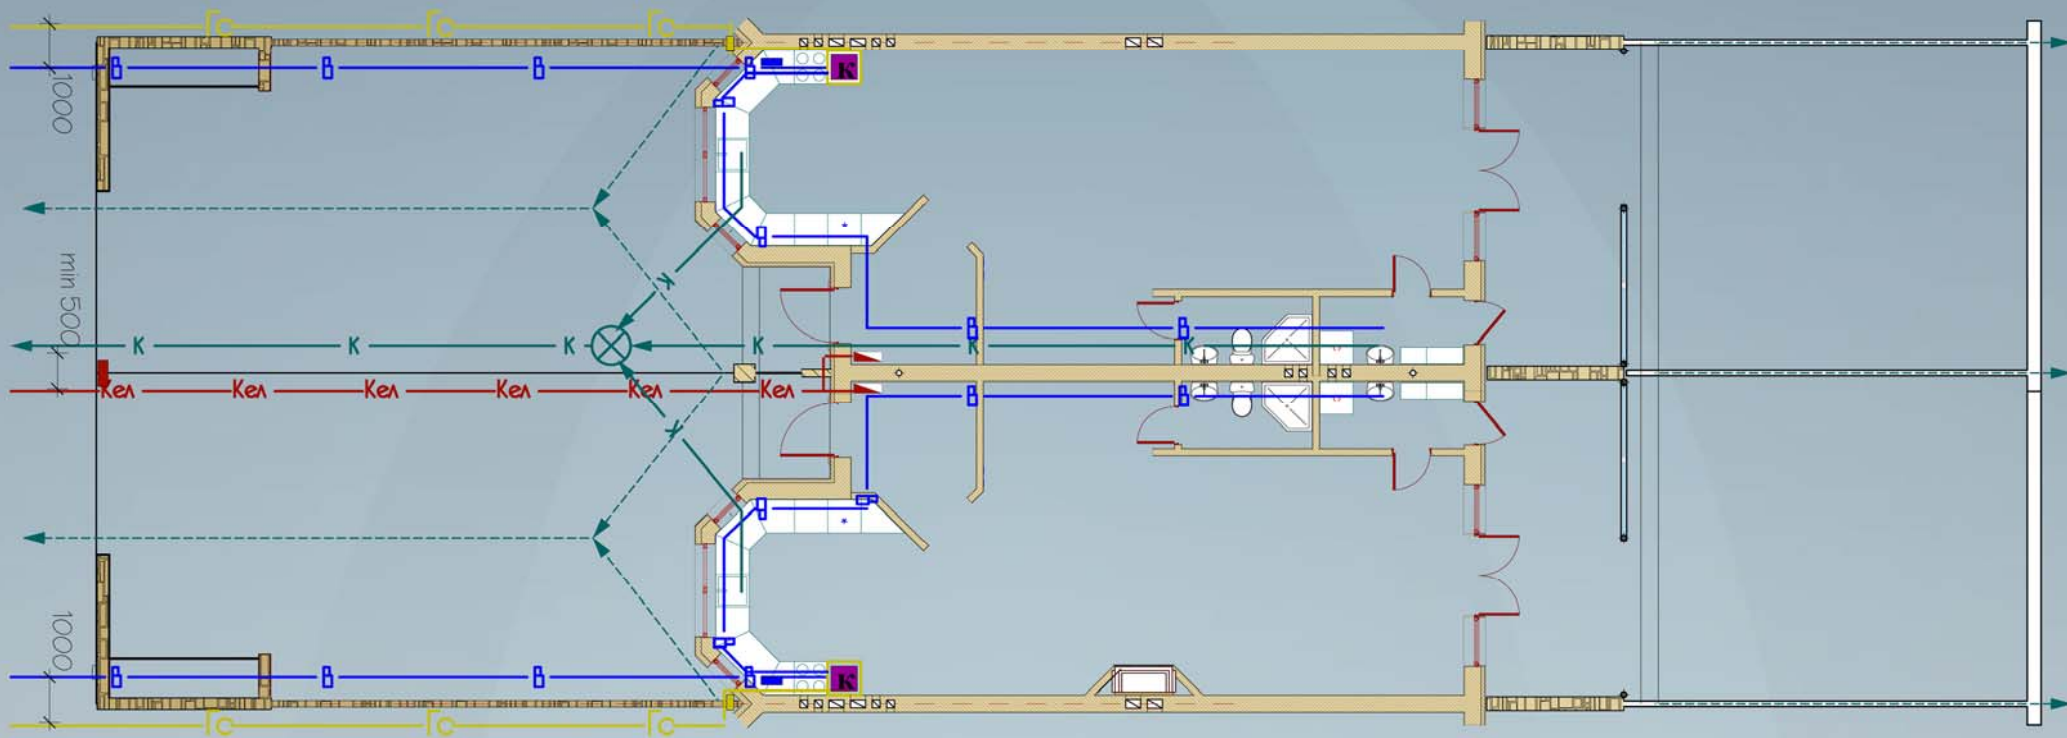 Гс Гс Гс
В В В В К
1000
В
В
К
min 500
В В
К К К К К К
Кел Кел Кел Кел Кел Кел
В В
К
В В
1000
В
В В В В К
Гс Гс Гс